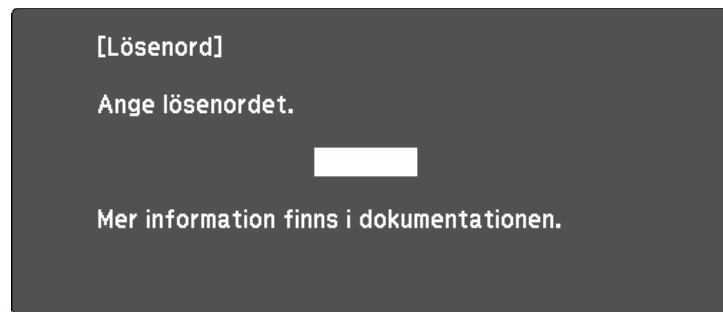 [Lösenord]
Ange lösenordet.
Mer information finns i dokumentationen.